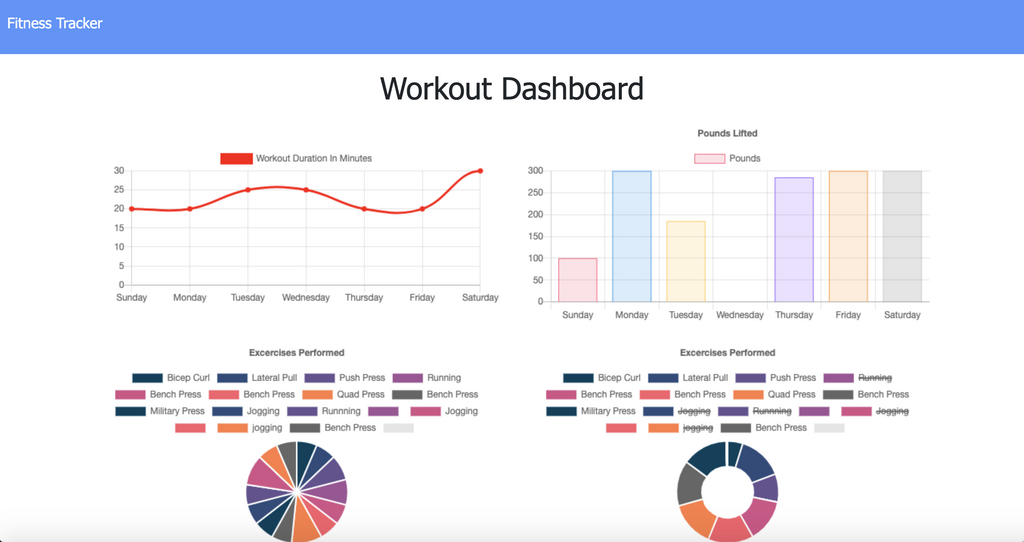 Fitness Tracker
Workout Dashboard
Workout Duration In Minutes
30
25
20
15
10
5
0
Sunday Monday Tuesday Wednesday Thursday Friday Saturday
Pounds Lifted
Pounds
300
250
200
150
100
50
0
Sunday Monday Tuesday Wednesday Thursday Friday Saturday
Excercises Performed
Bicep Curl Lateral Pull Push Press Running
Bench Press Bench Press Quad Press Bench Press
Military Press Jogging Runnning Jogging
jogging Bench Press
Excercises Performed
Bicep Curl Lateral Pull Push Press Running
Bench Press Bench Press Quad Press Bench Press
Military Press Jogging Runnning Jogging
jogging Bench Press